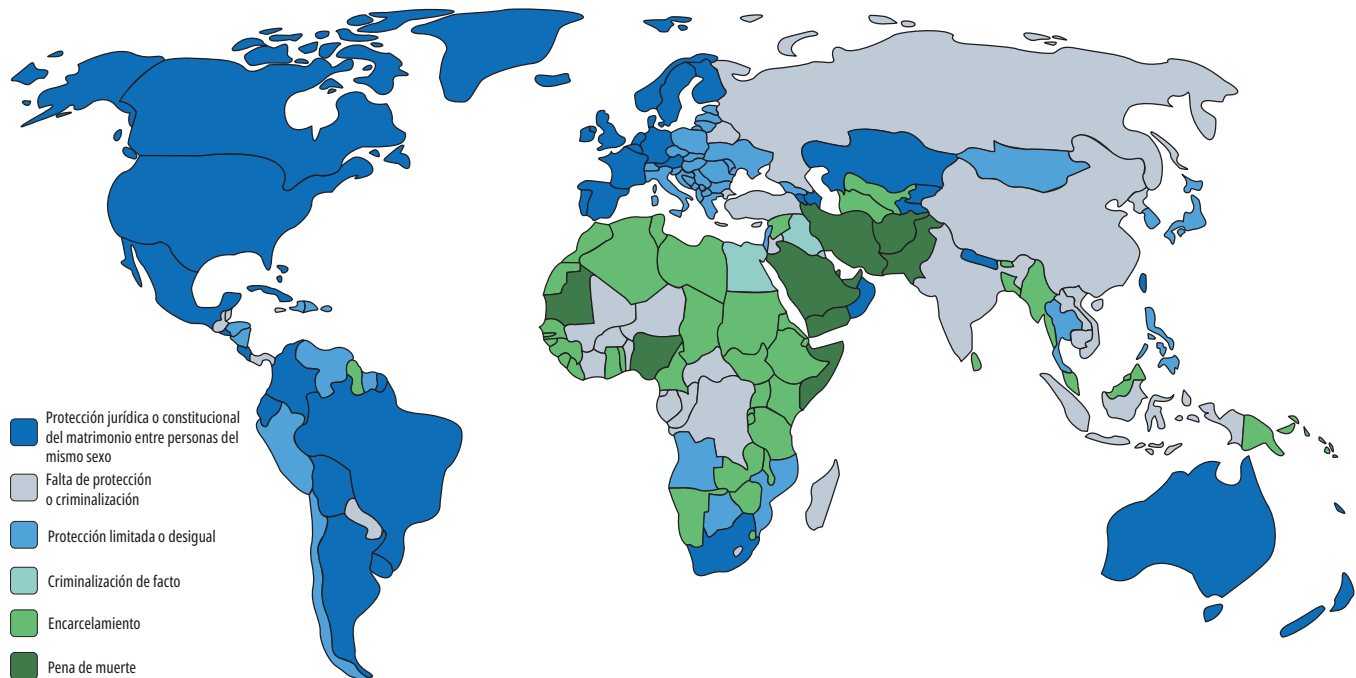 Protección jurídica o constitucional
del matrimonio entre personas del
mismo sexo
Falta de protección
o criminalización
Protección limitada o desigual
Criminalización de facto
Encarcelamiento
Pena de muerte